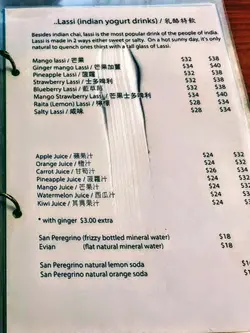 ..Lassi (indian yogurt drinks) / 乳酪特飲
Besides indian chai, lassi is the most popular drink of the people of india.
Lassi is made in 2 ways either sweet or salty. On a hot sunny day, it's only
natural to quench ones thirst with a tall glass of Lassi.
Mango lassi / 芒果 $32 $38
Ginger mango Lassi / 芒果加薑 $34 $40
Pineapple Lassi / 菠蘿 $32 $38
Strawberry Lassi / 士多啤利 $32 $38
Blueberry Lassi / 藍草莓 $32 $38
Mango Strawberry Lassi / 芒果士多啤利 $34 $40
Raita (Lemon) Lassi / 檸檬 $28 $34
Salty Lassi / 咸味 $28 $34
Apple Juice / 蘋果汁 $24 $32
Orange Juice / 橙汁 $24 $32
Carrot Juice / 甘筍汁 $26 $34
Pineapple Juice / 菠蘿汁 $24 $32
Mango Juice / 芒果汁 $24 $32
Watermelon Juice / 西瓜汁 $24 $32
Kiwi Juice / 其異果汁 $24 $32
* with ginger $3.00 extra
San Peregrino (frizzy bottled mineral water) $18
Evian (flat natural mineral water) $18
San Peregrino natural lemon soda
San Peregrino natural orange soda